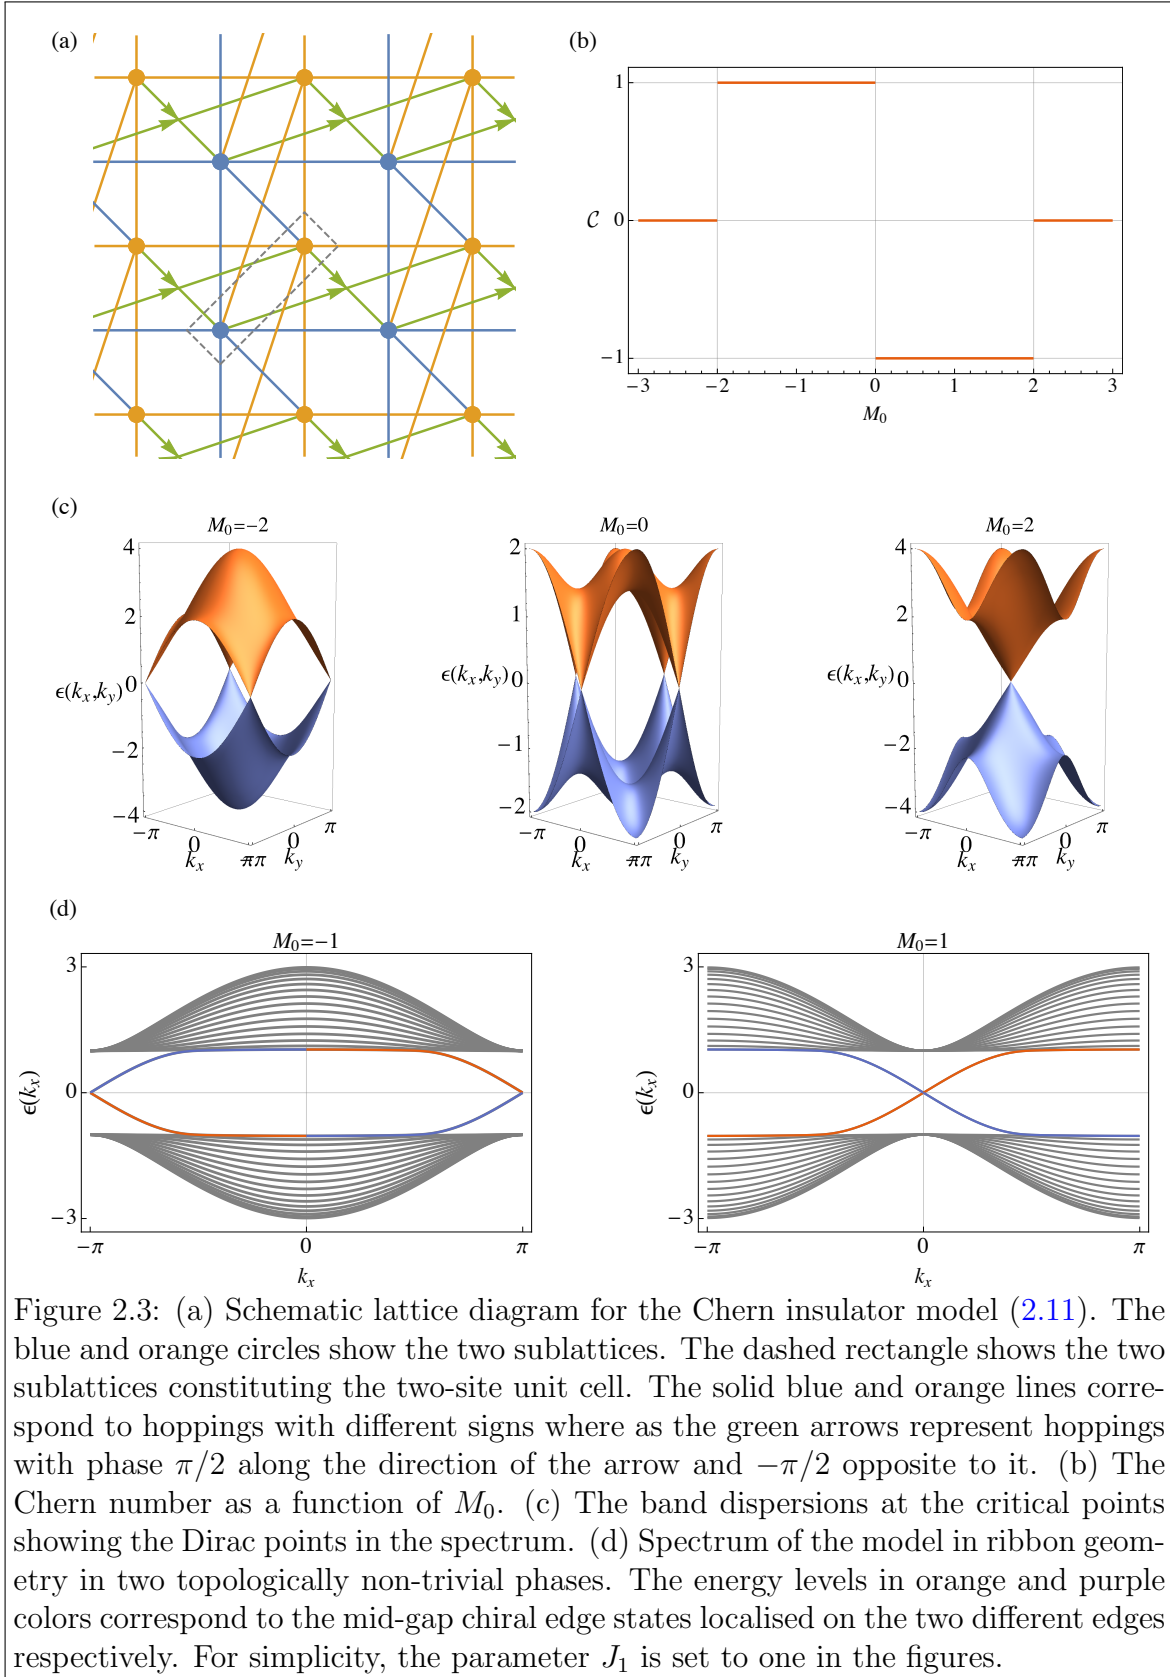 (a)
(b)
1
0
−1
𝒞
−3
−2
−1
0
1
2
3
M₀
(c)
M₀=−2
4
2
0
−2
−4
ϵ(kₓ,k_y)
−π
0
kₓ
−π
π
0
k_y
π
M₀=0
2
1
0
−1
−2
ϵ(kₓ,k_y)
−π
0
kₓ
−π
π
0
k_y
π
M₀=2
4
2
0
−2
−4
ϵ(kₓ,k_y)
−π
0
kₓ
−π
π
0
k_y
π
(d)
M₀=−1
3
0
−3
ϵ(kₓ)
−π
0
π
kₓ
M₀=1
3
0
−3
ϵ(kₓ)
−π
0
π
kₓ
Figure 2.3: (a) Schematic lattice diagram for the Chern insulator model (2.11). The
blue and orange circles show the two sublattices. The dashed rectangle shows the two
sublattices constituting the two-site unit cell. The solid blue and orange lines corre-
spond to hoppings with different signs where as the green arrows represent hoppings
with phase π/2 along the direction of the arrow and −π/2 opposite to it. (b) The
Chern number as a function of M₀. (c) The band dispersions at the critical points
showing the Dirac points in the spectrum. (d) Spectrum of the model in ribbon geom-
etry in two topologically non-trivial phases. The energy levels in orange and purple
colors correspond to the mid-gap chiral edge states localised on the two different edges
respectively. For simplicity, the parameter J₁ is set to one in the figures.